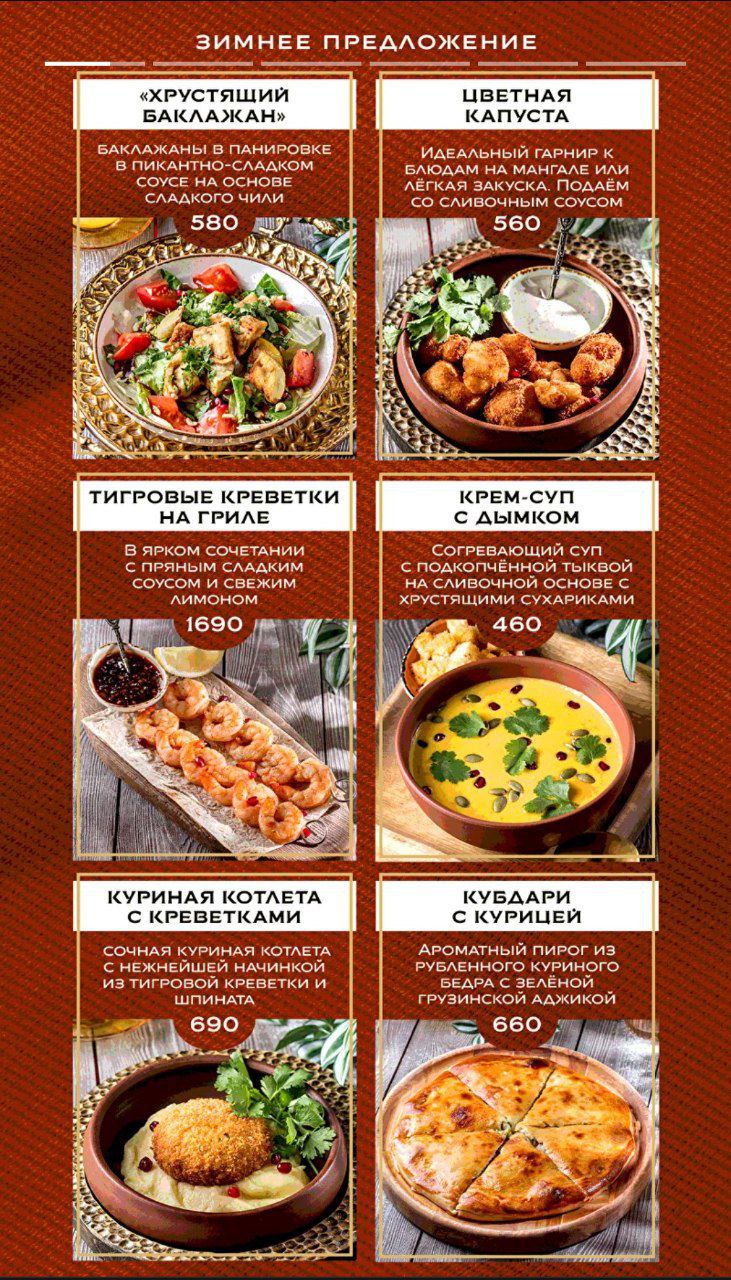 ЗИМНЕЕ ПРЕДЛОЖЕНИЕ
«ХРУСТЯЩИЙ
БАКЛАЖАН»
БАКЛАЖАНЫ В ПАНИРОВКЕ
В ПИКАНТНО-СЛАДКОМ
СОУСЕ НА ОСНОВЕ
СЛАДКОГО ЧИЛИ
580
ЦВЕТНАЯ
КАПУСТА
ИДЕАЛЬНЫЙ ГАРНИР К
БЛЮДАМ НА МАНГАЛЕ ИЛИ
ЛЁГКАЯ ЗАКУСКА. ПОДАЁМ
СО СЛИВОЧНЫМ СОУСОМ
560
ТИГРОВЫЕ КРЕВЕТКИ
НА ГРИЛЕ
В ЯРКОМ СОЧЕТАНИИ
С ПРЯНЫМ СЛАДКИМ
СОУСОМ И СВЕЖИМ
ЛИМОНОМ
1690
КРЕМ-СУП
С ДЫМКОМ
СОГРЕВАЮЩИЙ СУП
С ПОДКОПЧЁННОЙ ТЫКВОЙ
НА СЛИВОЧНОЙ ОСНОВЕ С
ХРУСТЯЩИМИ СУХАРИКАМИ
460
КУРИНАЯ КОТЛЕТА
С КРЕВЕТКАМИ
СОЧНАЯ КУРИНАЯ КОТЛЕТА
С НЕЖНЕЙШЕЙ НАЧИНКОЙ
ИЗ ТИГРОВОЙ КРЕВЕТКИ И
ШПИНАТА
690
КУБДАРИ
С КУРИЦЕЙ
АРОМАТНЫЙ ПИРОГ ИЗ
РУБЛЕННОГО КУРИНОГО
БЕДРА С ЗЕЛЁНОЙ
ГРУЗИНСКОЙ АДЖИКОЙ
660